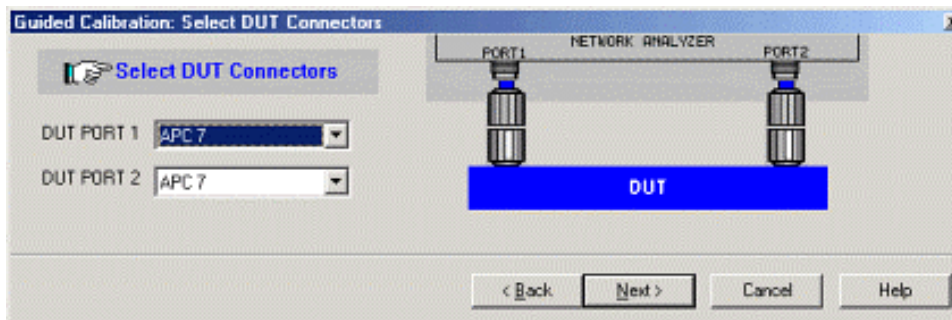 Guided Calibration: Select DUT Connectors
Select DUT Connectors
DUT PORT 1 APC 7
DUT PORT 2 APC 7
NETWORK ANALYZER
PORT1 PORT2
DUT
< Back Next > Cancel Help